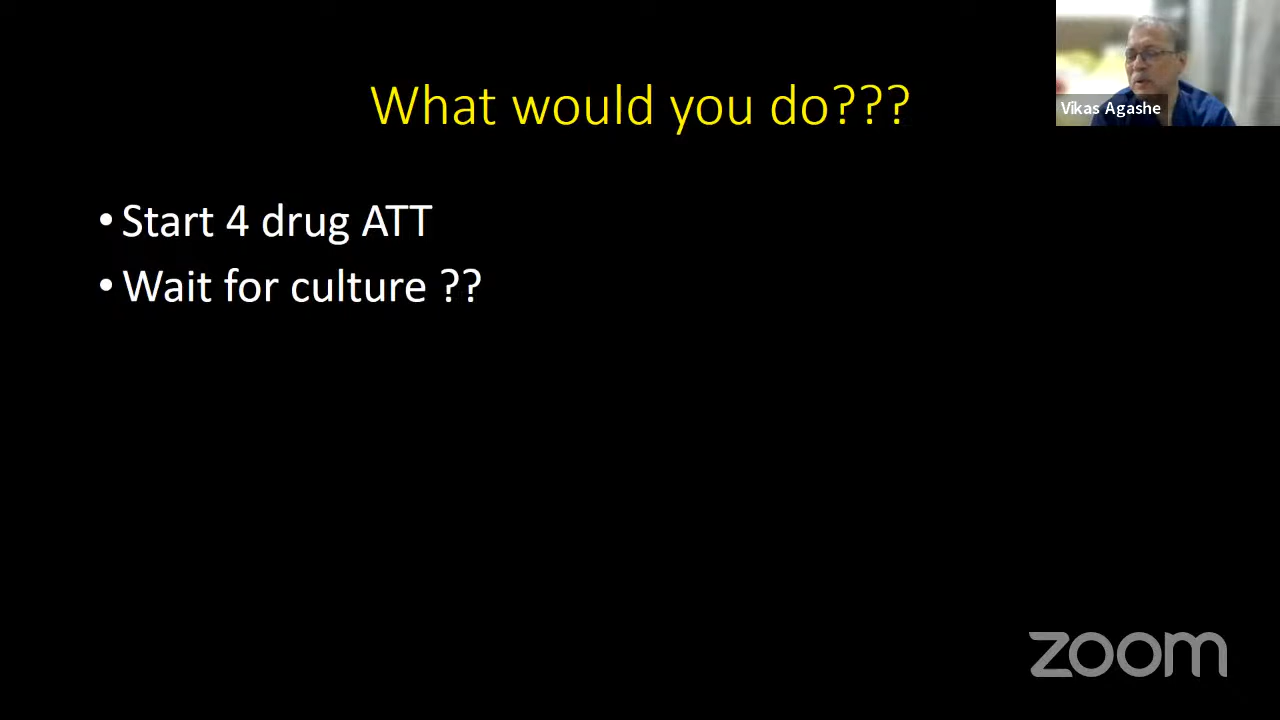 What would you do???
Vikas Agashe
• Start 4 drug ATT
• Wait for culture ??
zoom